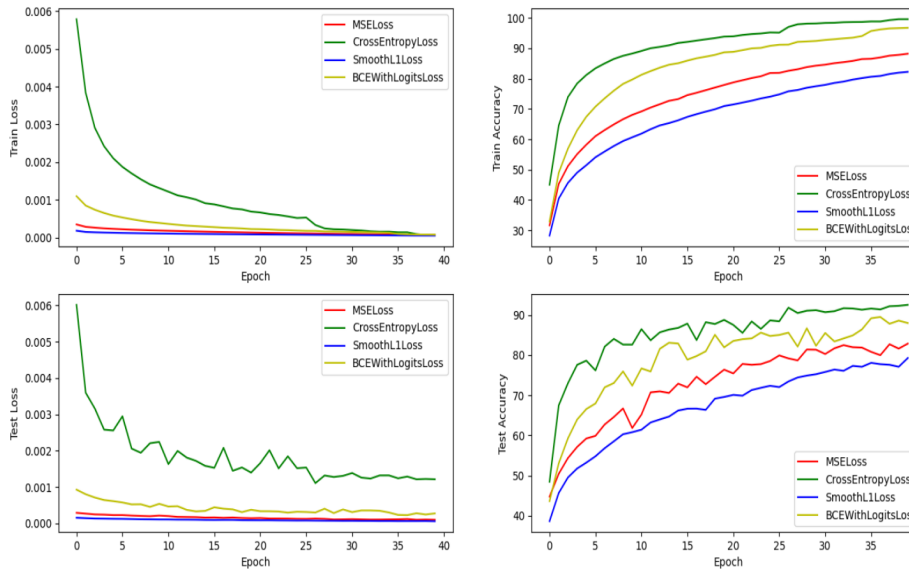 0.006
0.005
0.004
0.003
0.002
0.001
0.000
Train Loss
MSELoss
CrossEntropyLoss
SmoothL1Loss
BCEWithLogitsLoss
0 5 10 15 20 25 30 35 40
Epoch
100
90
80
70
60
50
40
30
Train Accuracy
MSELoss
CrossEntropyLoss
SmoothL1Loss
BCEWithLogitsLoss
0 5 10 15 20 25 30 35
Epoch
0.006
0.005
0.004
0.003
0.002
0.001
0.000
Test Loss
MSELoss
CrossEntropyLoss
SmoothL1Loss
BCEWithLogitsLoss
0 5 10 15 20 25 30 35 40
Epoch
90
80
70
60
50
40
Test Accuracy
MSELoss
CrossEntropyLoss
SmoothL1Loss
BCEWithLogitsLoss
0 5 10 15 20 25 30 35
Epoch